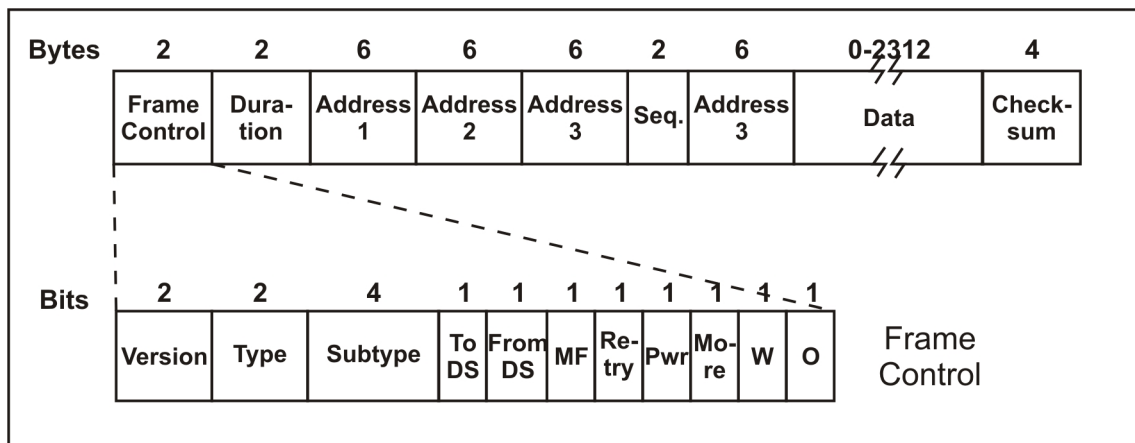 Bytes 2 2 6 6 6 2 6 0-2312 4
Frame Control
Dura-
tion
Address 1
Address 2
Address 3
Seq.
Address 3
Data
Check-
sum
Bits 2 2 4 1 1 1 1 1 1 1 1
Version
Type
Subtype
To DS
From DS
MF
Re-
try
Pwr
Mo-
re
W
O
Frame
Control